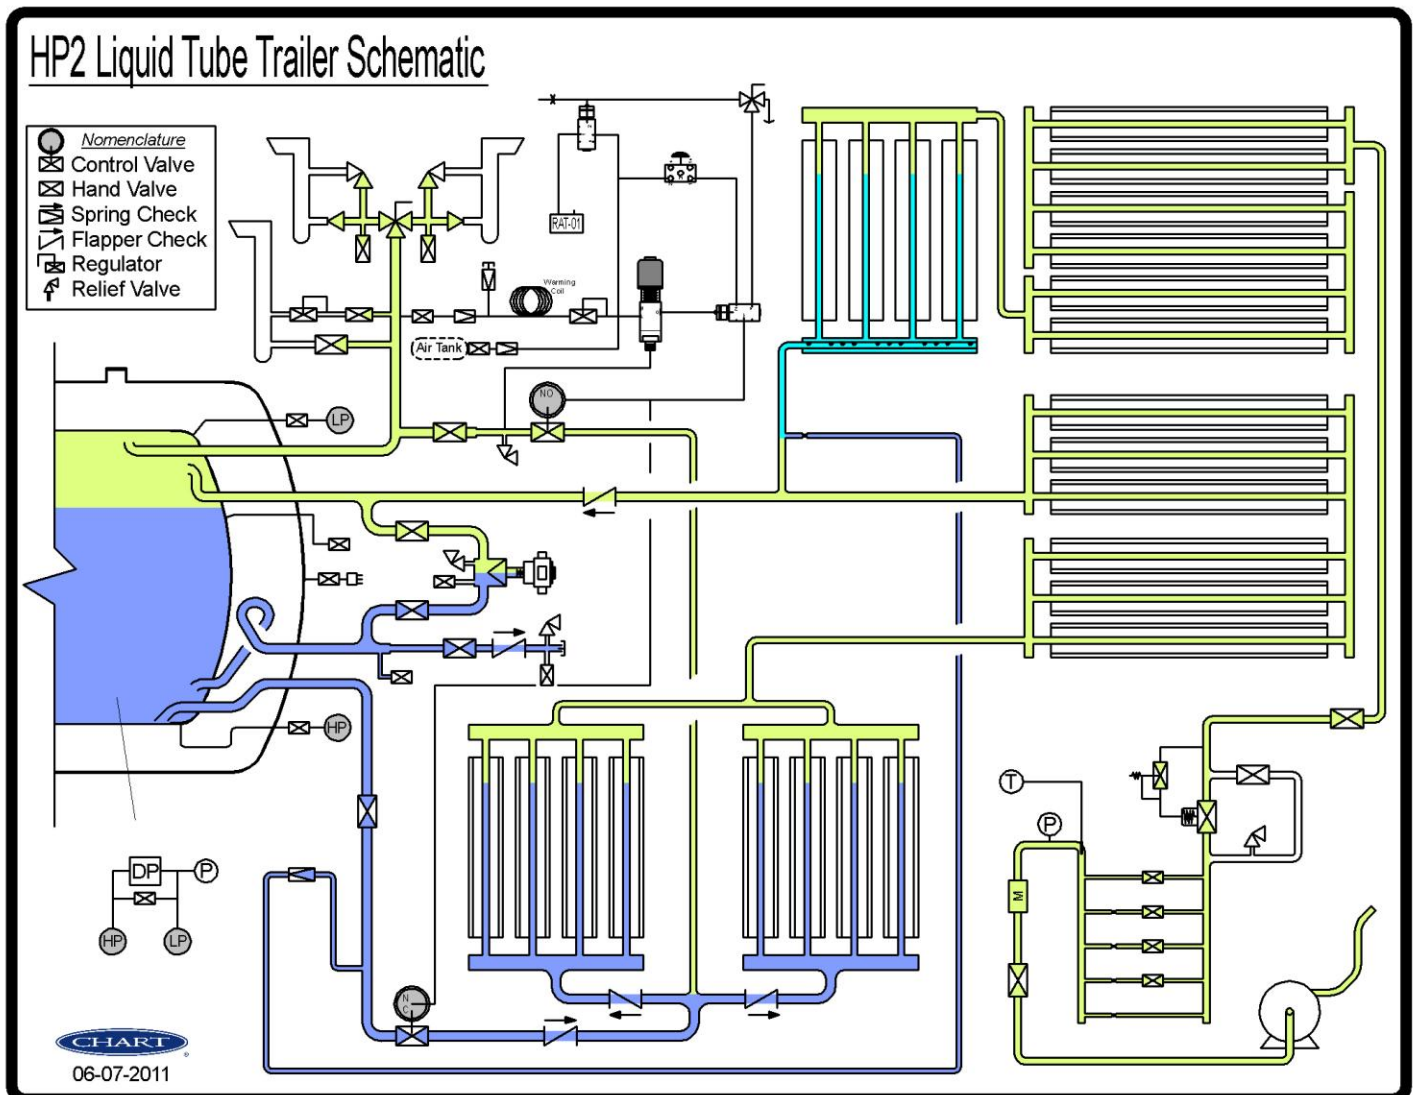 HP2 Liquid Tube Trailer Schematic
Nomenclature
Control Valve
Hand Valve
Spring Check
Flapper Check
Regulator
Relief Valve
RAT-01
Warming
Coil
Air Tank
NO
LP
HP
T
P
DP
P
M
HP
LP
N
C
CHART
®
06-07-2011